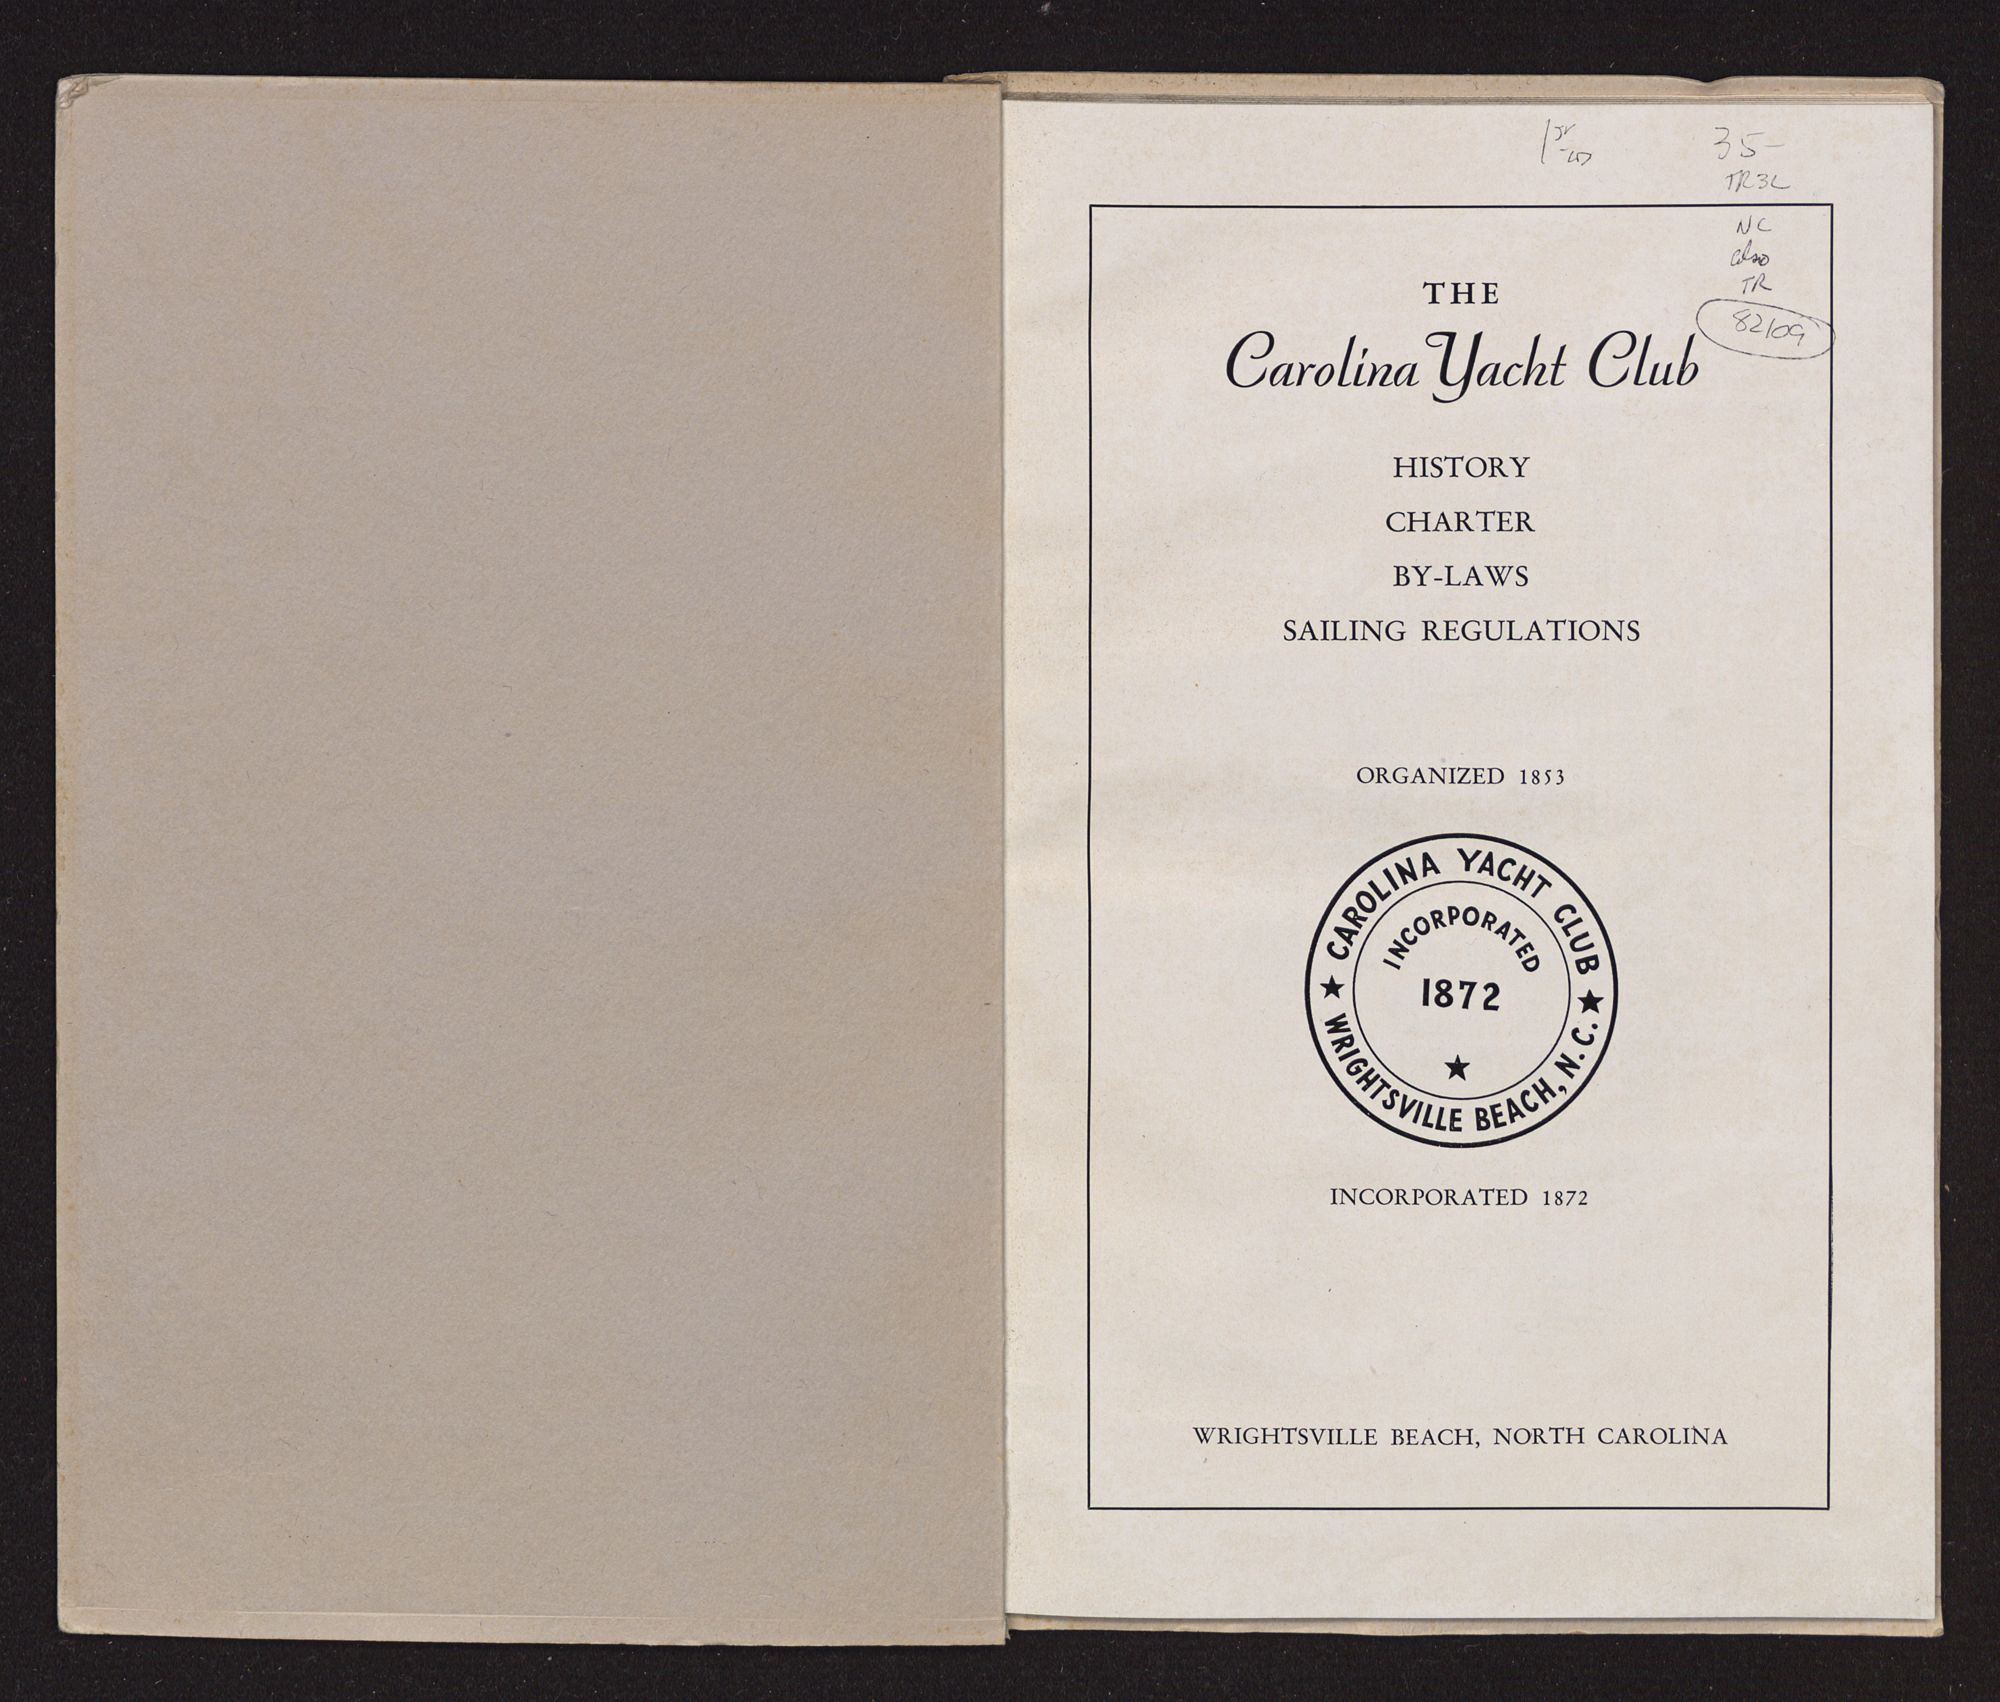 35-
TR3L
NC
also
TR
82109
THE
Carolina Yacht Club
HISTORY
CHARTER
BY-LAWS
SAILING REGULATIONS
ORGANIZED 1853
CAROLINA YACHT CLUB
INCORPORATED
1872
WRIGHTSVILLE BEACH, N.C.
INCORPORATED 1872
WRIGHTSVILLE BEACH, NORTH CAROLINA